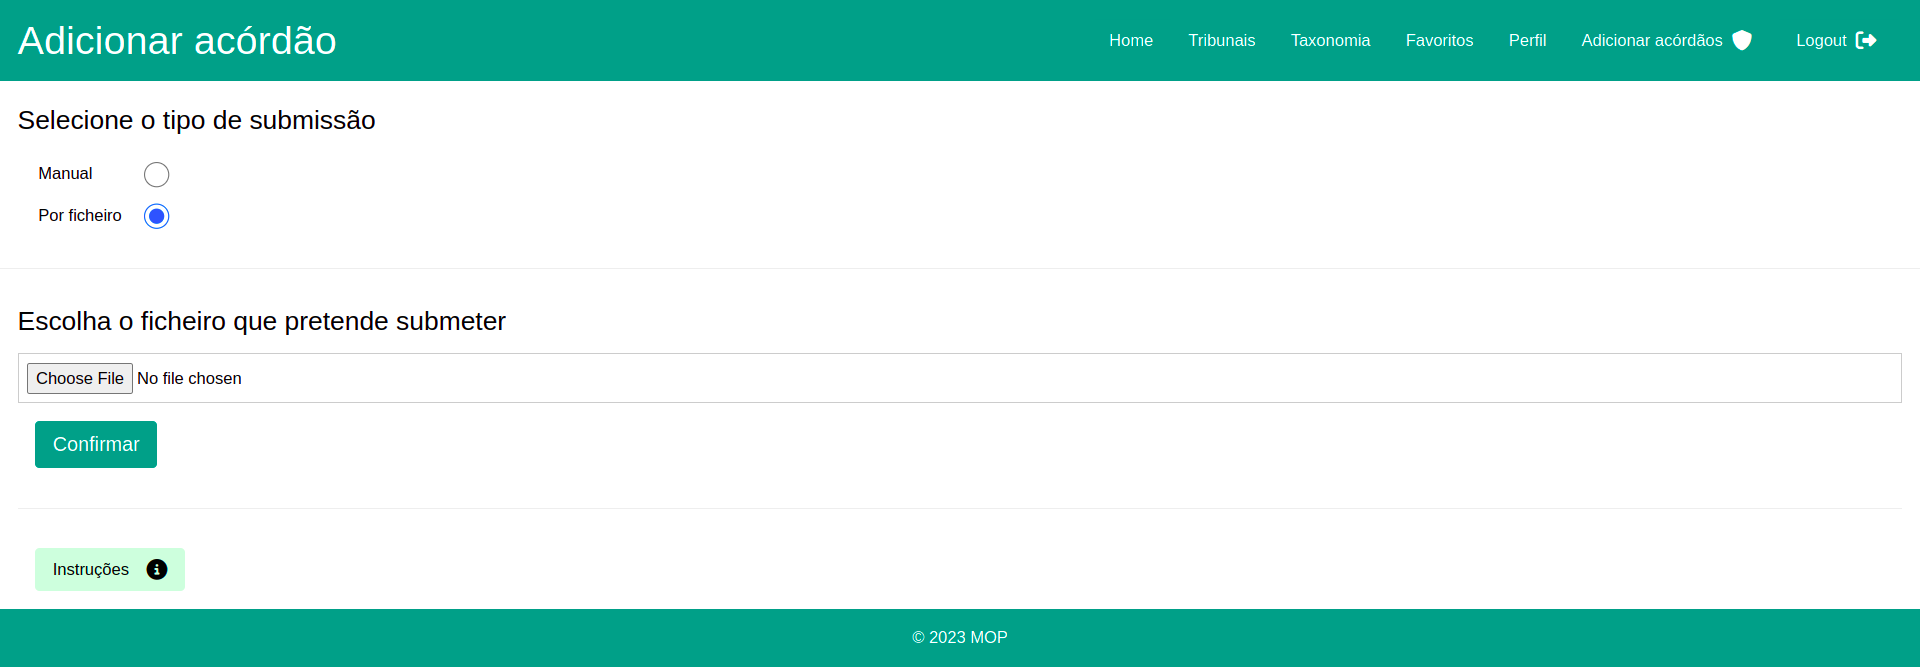 Adicionar acórdão
Home Tribunais Taxonomia Favoritos Perfil Adicionar acórdãos Logout
Selecione o tipo de submissão
Manual
Por ficheiro
Escolha o ficheiro que pretende submeter
Choose File No file chosen
Confirmar
Instruções
© 2023 MOP